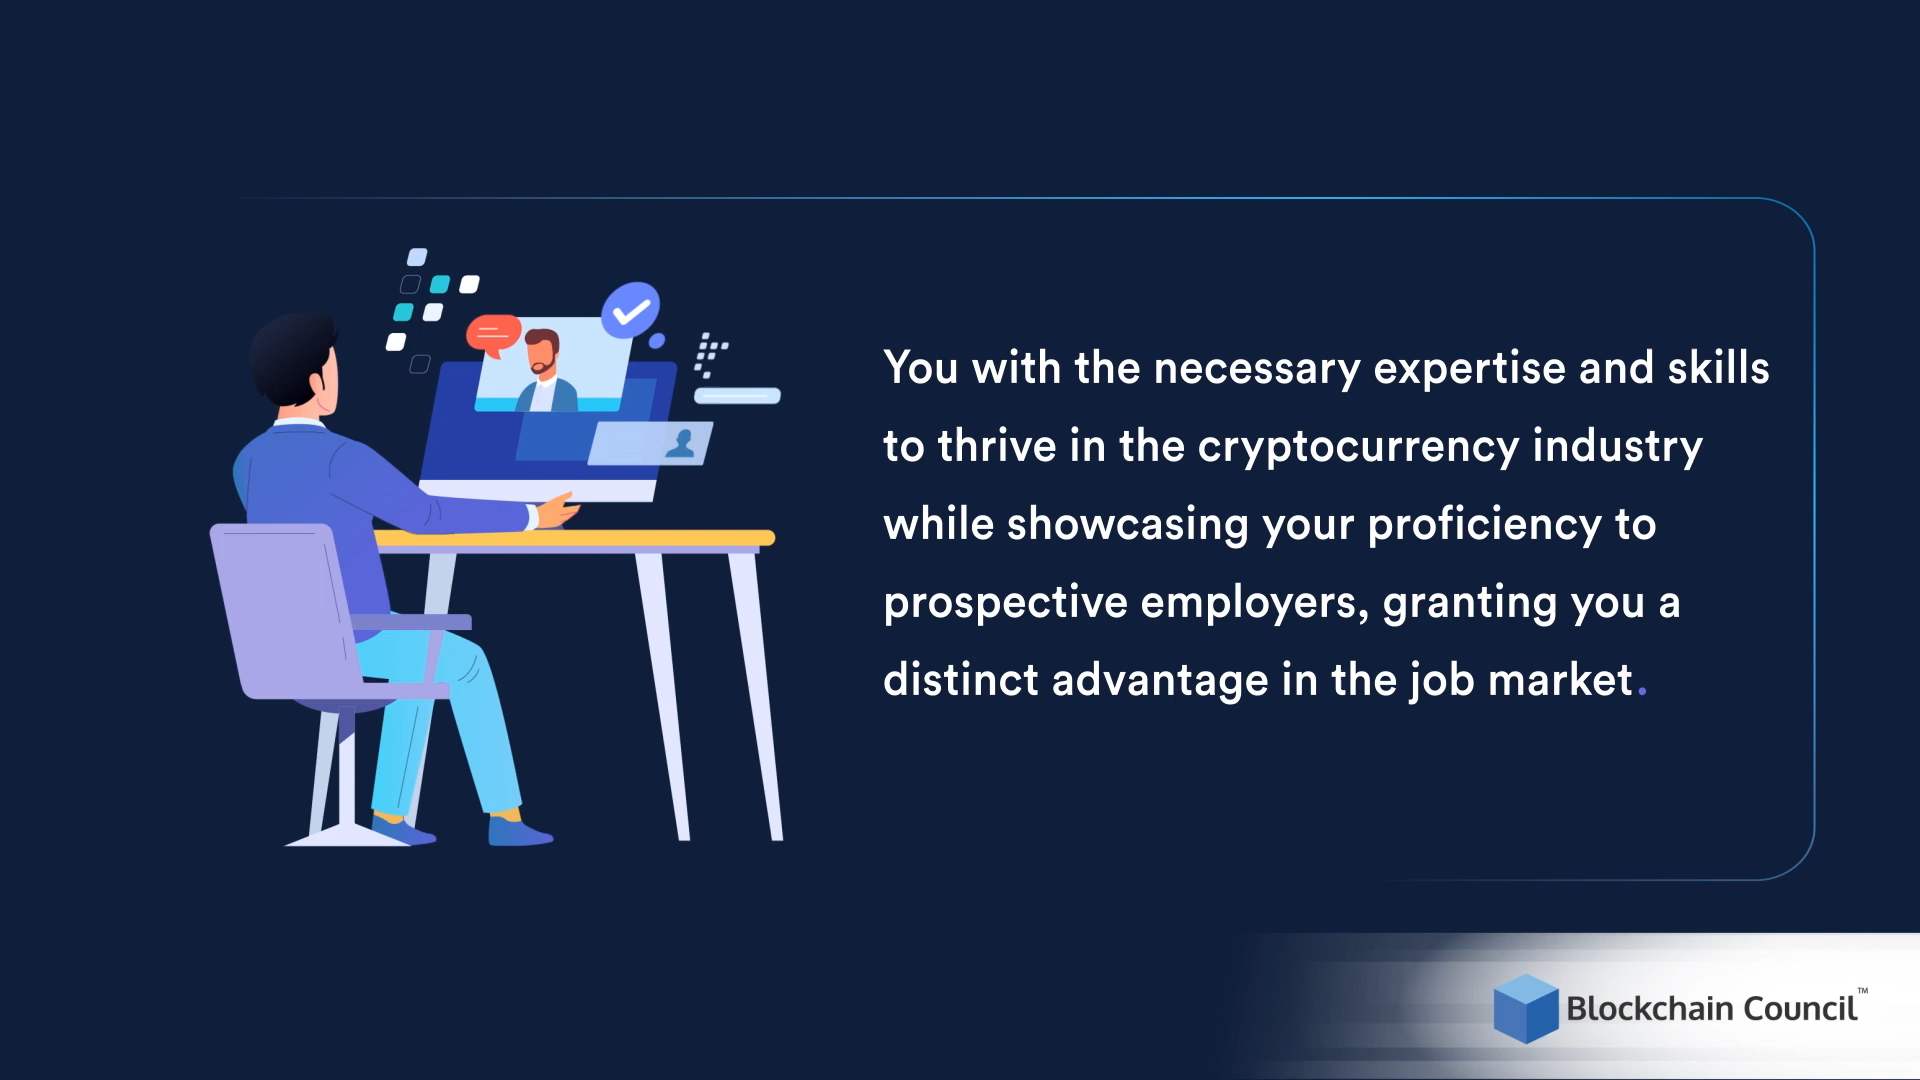 You with the necessary expertise and skills
to thrive in the cryptocurrency industry
while showcasing your proficiency to
prospective employers, granting you a
distinct advantage in the job market.
Blockchain Council™